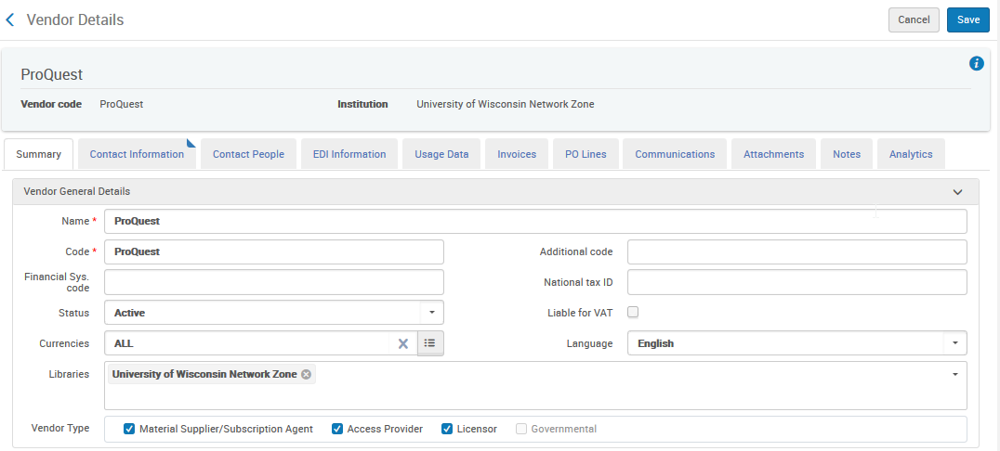 Vendor Details
Cancel Save
ProQuest
Vendor code ProQuest Institution University of Wisconsin Network Zone
Summary Contact Information Contact People EDI Information Usage Data Invoices PO Lines Communications Attachments Notes Analytics
Vendor General Details
Name * ProQuest
Code * ProQuest Additional code
Financial Sys.
code National tax ID
Status Active Liable for VAT
Currencies ALL Language English
Libraries University of Wisconsin Network Zone
Vendor Type Material Supplier/Subscription Agent Access Provider Licensor Governmental